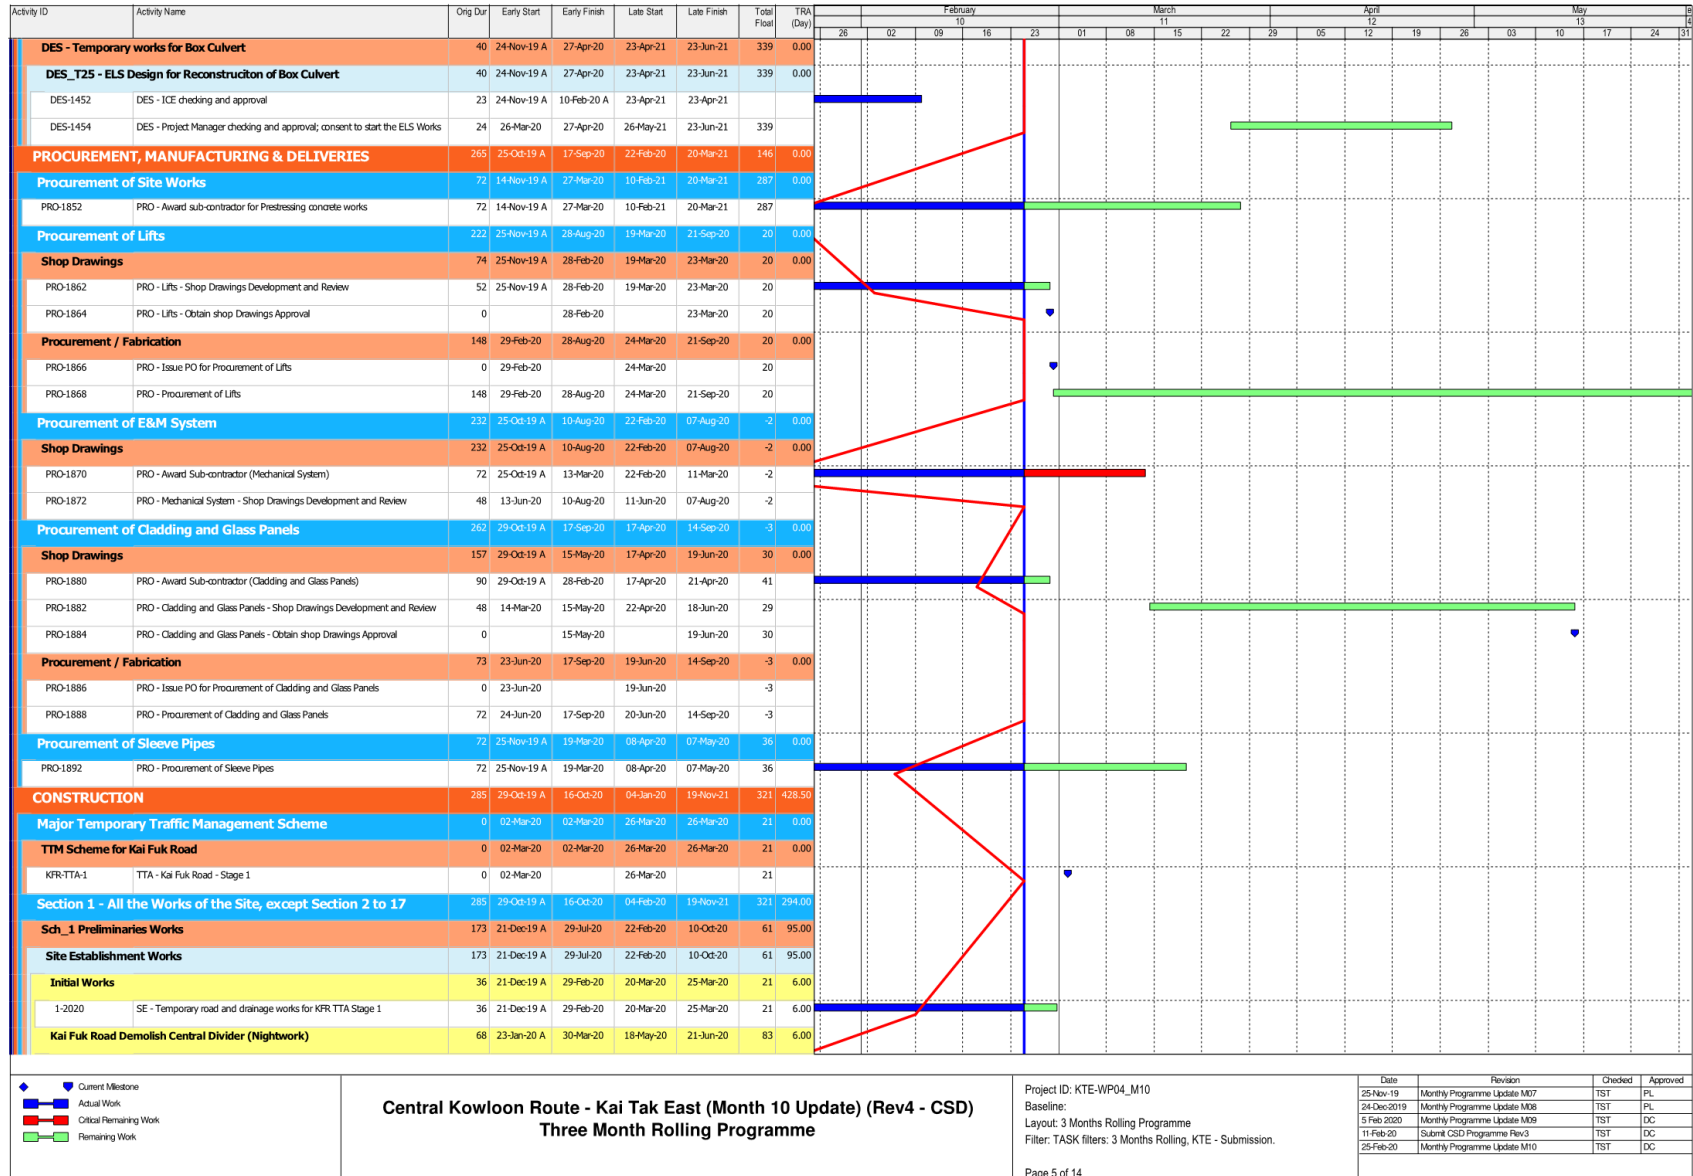 Activity ID Activity Name Orig Dur Early Start Early Finish Late Start Late Finish Total Float TRA (Day) February March April May e
10 11 12 13 4
26 02 09 16 23 01 08 15 22 29 05 12 19 26 03 10 17 24 31
DES - Temporary works for Box Culvert 40 24-Nov-19 A 27-Apr-20 23-Apr-21 23-Jun-21 339 0.00
DES_T25 - ELS Design for Reconstruciton of Box Culvert 40 24-Nov-19 A 27-Apr-20 23-Apr-21 23-Jun-21 339 0.00
DES-1452 DES - ICE checking and approval 23 24-Nov-19 A 10-Feb-20 A 23-Apr-21 23-Apr-21
DES-1454 DES - Project Manager checking and approval; consent to start the ELS Works 24 26-Mar-20 27-Apr-20 26-May-21 23-Jun-21 339
PROCUREMENT, MANUFACTURING & DELIVERIES 265 25-Oct-19 A 17-Sep-20 22-Feb-20 20-Mar-21 146 0.00
Procurement of Site Works 72 14-Nov-19 A 27-Mar-20 10-Feb-21 20-Mar-21 287 0.00
PRO-1852 PRO - Award sub-contractor for Prestressing concrete works 72 14-Nov-19 A 27-Mar-20 10-Feb-21 20-Mar-21 287
Procurement of Lifts 222 25-Nov-19 A 28-Aug-20 19-Mar-20 21-Sep-20 20 0.00
Shop Drawings 74 25-Nov-19 A 28-Feb-20 19-Mar-20 23-Mar-20 20 0.00
PRO-1862 PRO - Lifts - Shop Drawings Development and Review 52 25-Nov-19 A 28-Feb-20 19-Mar-20 23-Mar-20 20
PRO-1864 PRO - Lifts - Obtain shop Drawings Approval 0 28-Feb-20 23-Mar-20 20
Procurement / Fabrication 148 29-Feb-20 28-Aug-20 24-Mar-20 21-Sep-20 20 0.00
PRO-1866 PRO - Issue PO for Procurement of Lifts 0 29-Feb-20 24-Mar-20 20
PRO-1868 PRO - Procurement of Lifts 148 29-Feb-20 28-Aug-20 24-Mar-20 21-Sep-20 20
Procurement of E&M System 232 25-Oct-19 A 10-Aug-20 22-Feb-20 07-Aug-20 -2 0.00
Shop Drawings 232 25-Oct-19 A 10-Aug-20 22-Feb-20 07-Aug-20 -2 0.00
PRO-1870 PRO - Award Sub-contractor (Mechanical System) 72 25-Oct-19 A 13-Mar-20 22-Feb-20 11-Mar-20 -2
PRO-1872 PRO - Mechanical System - Shop Drawings Development and Review 48 13-Jun-20 10-Aug-20 11-Jun-20 07-Aug-20 -2
Procurement of Cladding and Glass Panels 262 29-Oct-19 A 17-Sep-20 17-Apr-20 14-Sep-20 -3 0.00
Shop Drawings 157 29-Oct-19 A 15-May-20 17-Apr-20 19-Jun-20 30 0.00
PRO-1880 PRO - Award Sub-contractor (Cladding and Glass Panels) 90 29-Oct-19 A 28-Feb-20 17-Apr-20 21-Apr-20 41
PRO-1882 PRO - Cladding and Glass Panels - Shop Drawings Development and Review 48 14-Mar-20 15-May-20 22-Apr-20 18-Jun-20 29
PRO-1884 PRO - Cladding and Glass Panels - Obtain shop Drawings Approval 0 15-May-20 19-Jun-20 30
Procurement / Fabrication 73 23-Jun-20 17-Sep-20 19-Jun-20 14-Sep-20 -3 0.00
PRO-1886 PRO - Issue PO for Procurement of Cladding and Glass Panels 0 23-Jun-20 19-Jun-20 -3
PRO-1888 PRO - Procurement of Cladding and Glass Panels 72 24-Jun-20 17-Sep-20 20-Jun-20 14-Sep-20 -3
Procurement of Sleeve Pipes 72 25-Nov-19 A 19-Mar-20 08-Apr-20 07-May-20 36 0.00
PRO-1892 PRO - Procurement of Sleeve Pipes 72 25-Nov-19 A 19-Mar-20 08-Apr-20 07-May-20 36
CONSTRUCTION 285 29-Oct-19 A 16-Oct-20 04-Jan-20 19-Nov-21 321 428.50
Major Temporary Traffic Management Scheme 0 02-Mar-20 02-Mar-20 26-Mar-20 26-Mar-20 21 0.00
TTM Scheme for Kai Fuk Road 0 02-Mar-20 02-Mar-20 26-Mar-20 26-Mar-20 21 0.00
KFR-TTA-1 TTA - Kai Fuk Road - Stage 1 0 02-Mar-20 26-Mar-20 21
Section 1 - All the Works of the Site, except Section 2 to 17 285 29-Oct-19 A 16-Oct-20 04-Feb-20 19-Nov-21 321 294.00
Sch_1 Preliminaries Works 173 21-Dec-19 A 29-Jul-20 22-Feb-20 10-Oct-20 61 95.00
Site Establishment Works 173 21-Dec-19 A 29-Jul-20 22-Feb-20 10-Oct-20 61 95.00
Initial Works 36 21-Dec-19 A 29-Feb-20 20-Mar-20 25-Mar-20 21 6.00
1-2020 SE - Temporary road and drainage works for KFR TTA Stage 1 36 21-Dec-19 A 29-Feb-20 20-Mar-20 25-Mar-20 21 6.00
Kai Fuk Road Demolish Central Divider (Nightwork) 68 23-Jan-20 A 30-Mar-20 18-May-20 21-Jun-20 83 6.00
Current Milestone
Actual Work
Critical Remaining Work
Remaining Work
Central Kowloon Route - Kai Tak East (Month 10 Update) (Rev4 - CSD)
Three Month Rolling Programme
Project ID: KTE-WP04_M10
Baseline:
Layout: 3 Months Rolling Programme
Filter: TASK filters: 3 Months Rolling, KTE - Submission.
Page 5 of 14
Date Revision Checked Approved
25-Nov-19 Monthly Programme Update M07 TST PL
24-Dec-2019 Monthly Programme Update M08 TST PL
5 Feb 2020 Monthly Programme Update M09 TST DC
11-Feb-20 Submit CSD Programme Rev3 TST DC
25-Feb-20 Monthly Programme Update M10 TST DC